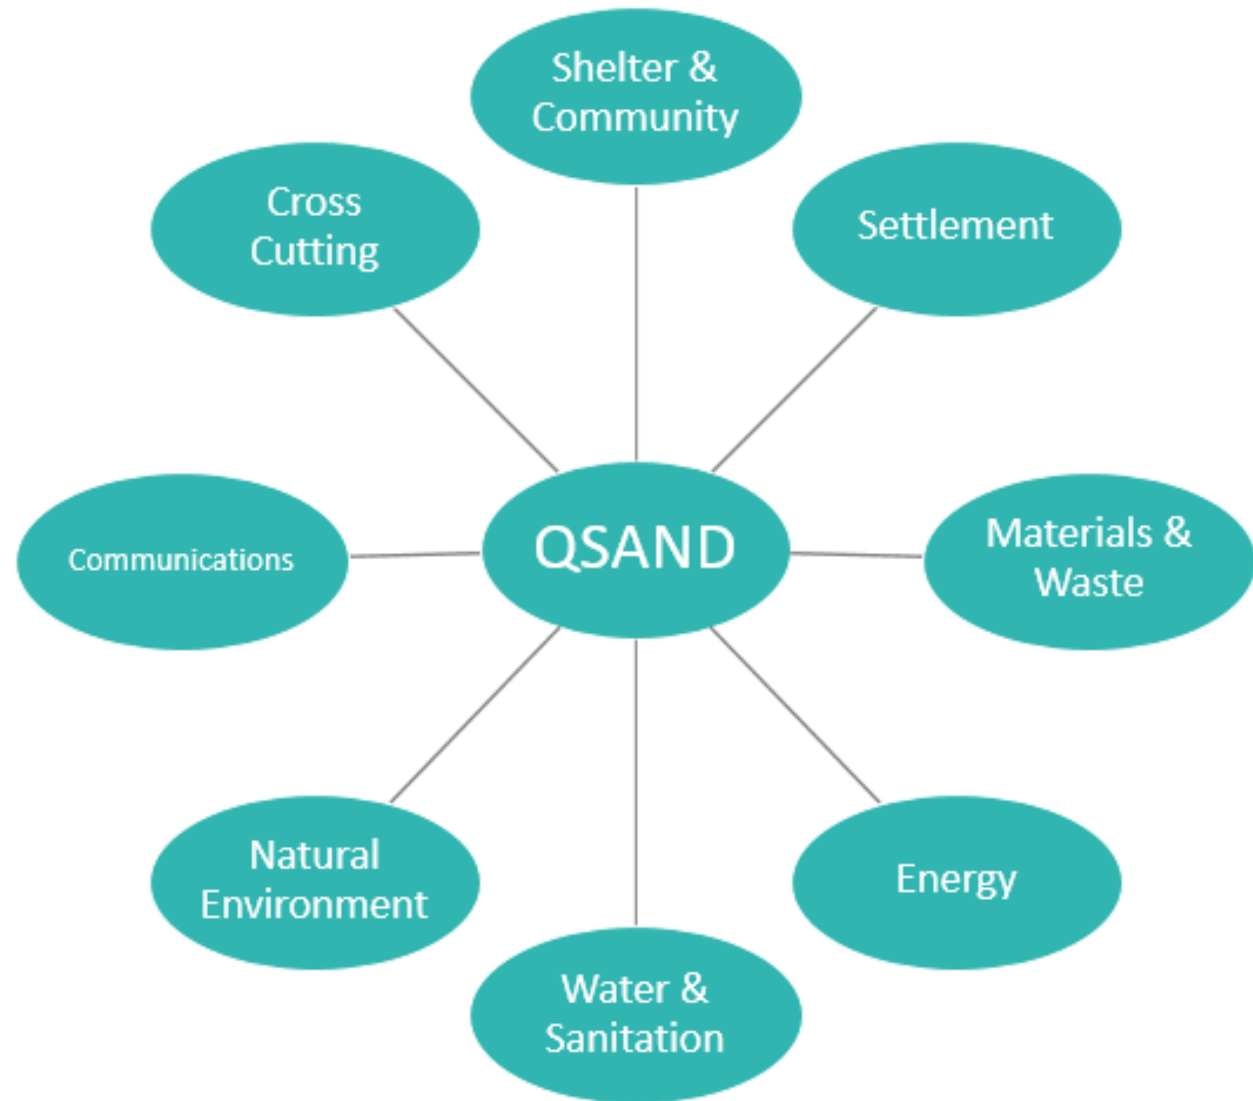 Shelter &
Community
Cross
Cutting
Settlement
Communications
QSAND
Materials &
Waste
Natural
Environment
Energy
Water &
Sanitation